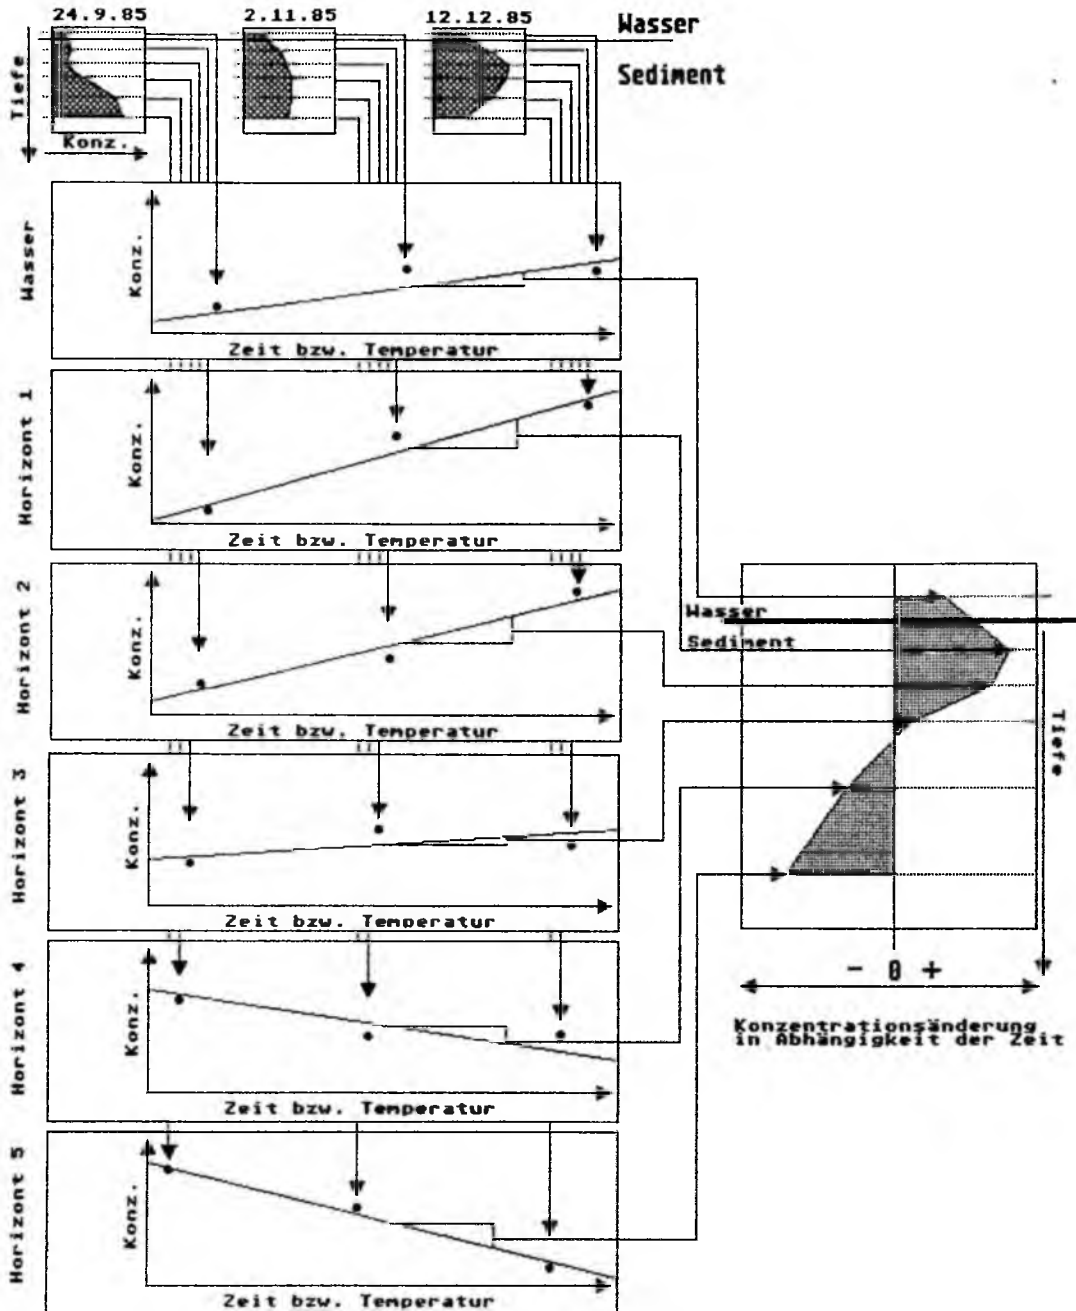 24.9.85
2.11.85
12.12.85
Wasser
Sediment
Tiefe
Konz.
Wasser
Konz.
Zeit bzw. Temperatur
Horizont 1
Konz.
Zeit bzw. Temperatur
Horizont 2
Konz.
Zeit bzw. Temperatur
Horizont 3
Konz.
Zeit bzw. Temperatur
Horizont 4
Konz.
Zeit bzw. Temperatur
Horizont 5
Konz.
Zeit bzw. Temperatur
Wasser
Sediment
Tiefe
- 0 +
Konzentrationsänderung
in Abhängigkeit der Zeit